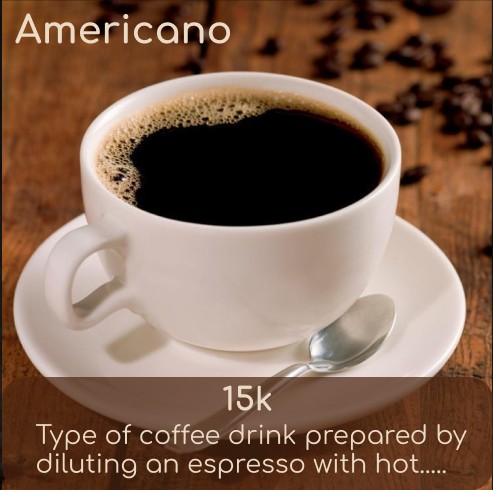 Americano
15k
Type of coffee drink prepared by
diluting an espresso with hot.....